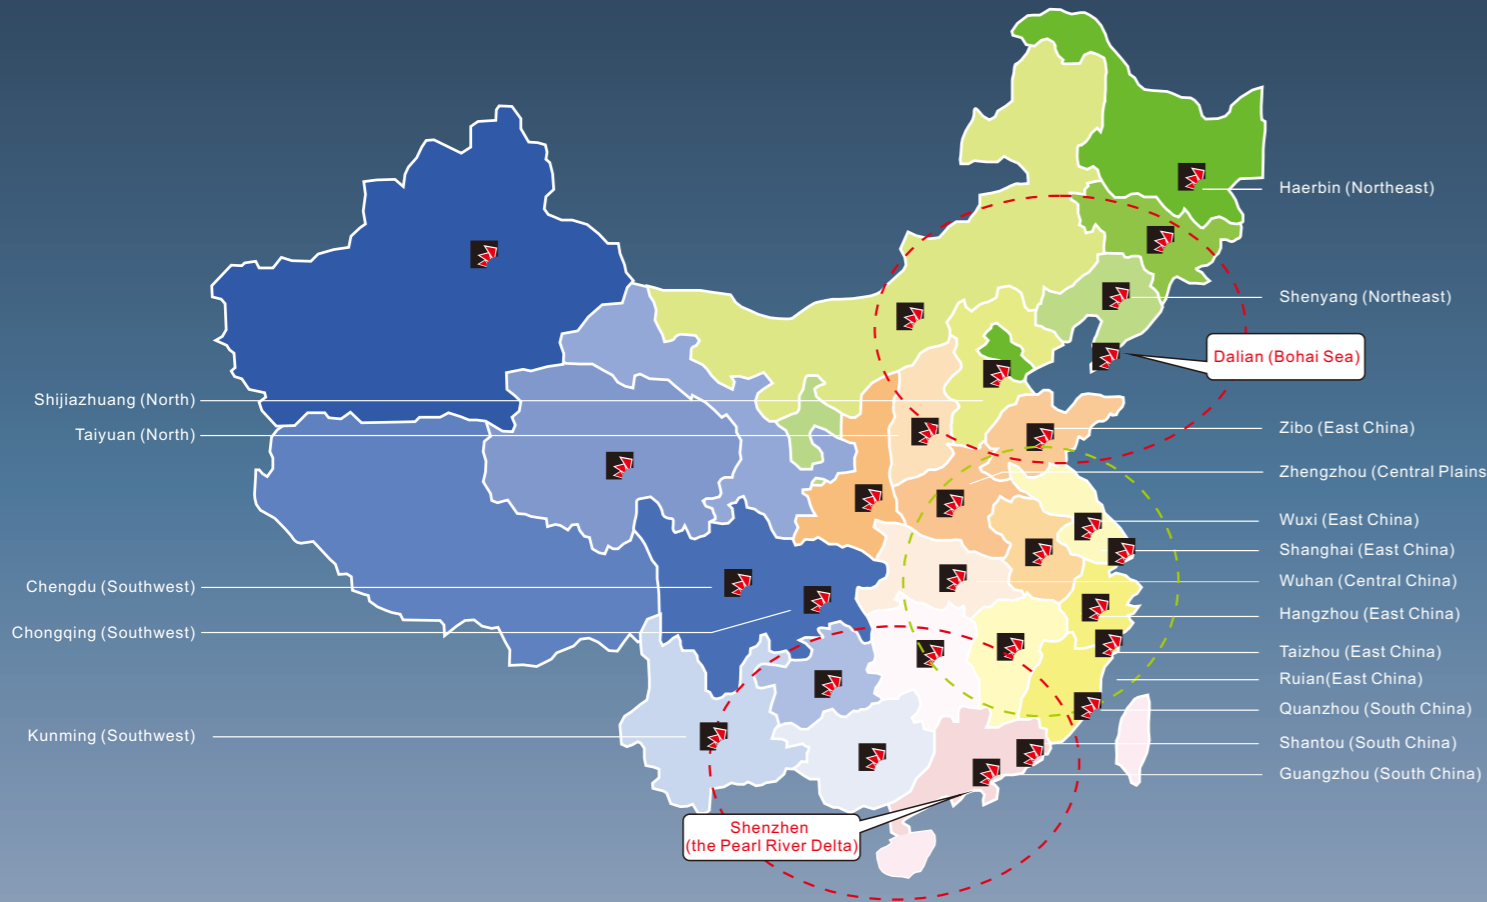 Haerbin (Northeast)
Shenyang (Northeast)
Dalian (Bohai Sea)
Shijiazhuang (North)
Taiyuan (North)
Zibo (East China)
Zhengzhou (Central Plains
Wuxi (East China)
Shanghai (East China)
Wuhan (Central China)
Chengdu (Southwest)
Hangzhou (East China)
Chongqing (Southwest)
Taizhou (East China)
Ruian(East China)
Quanzhou (South China)
Kunming (Southwest)
Shantou (South China)
Guangzhou (South China)
Shenzhen
(the Pearl River Delta)